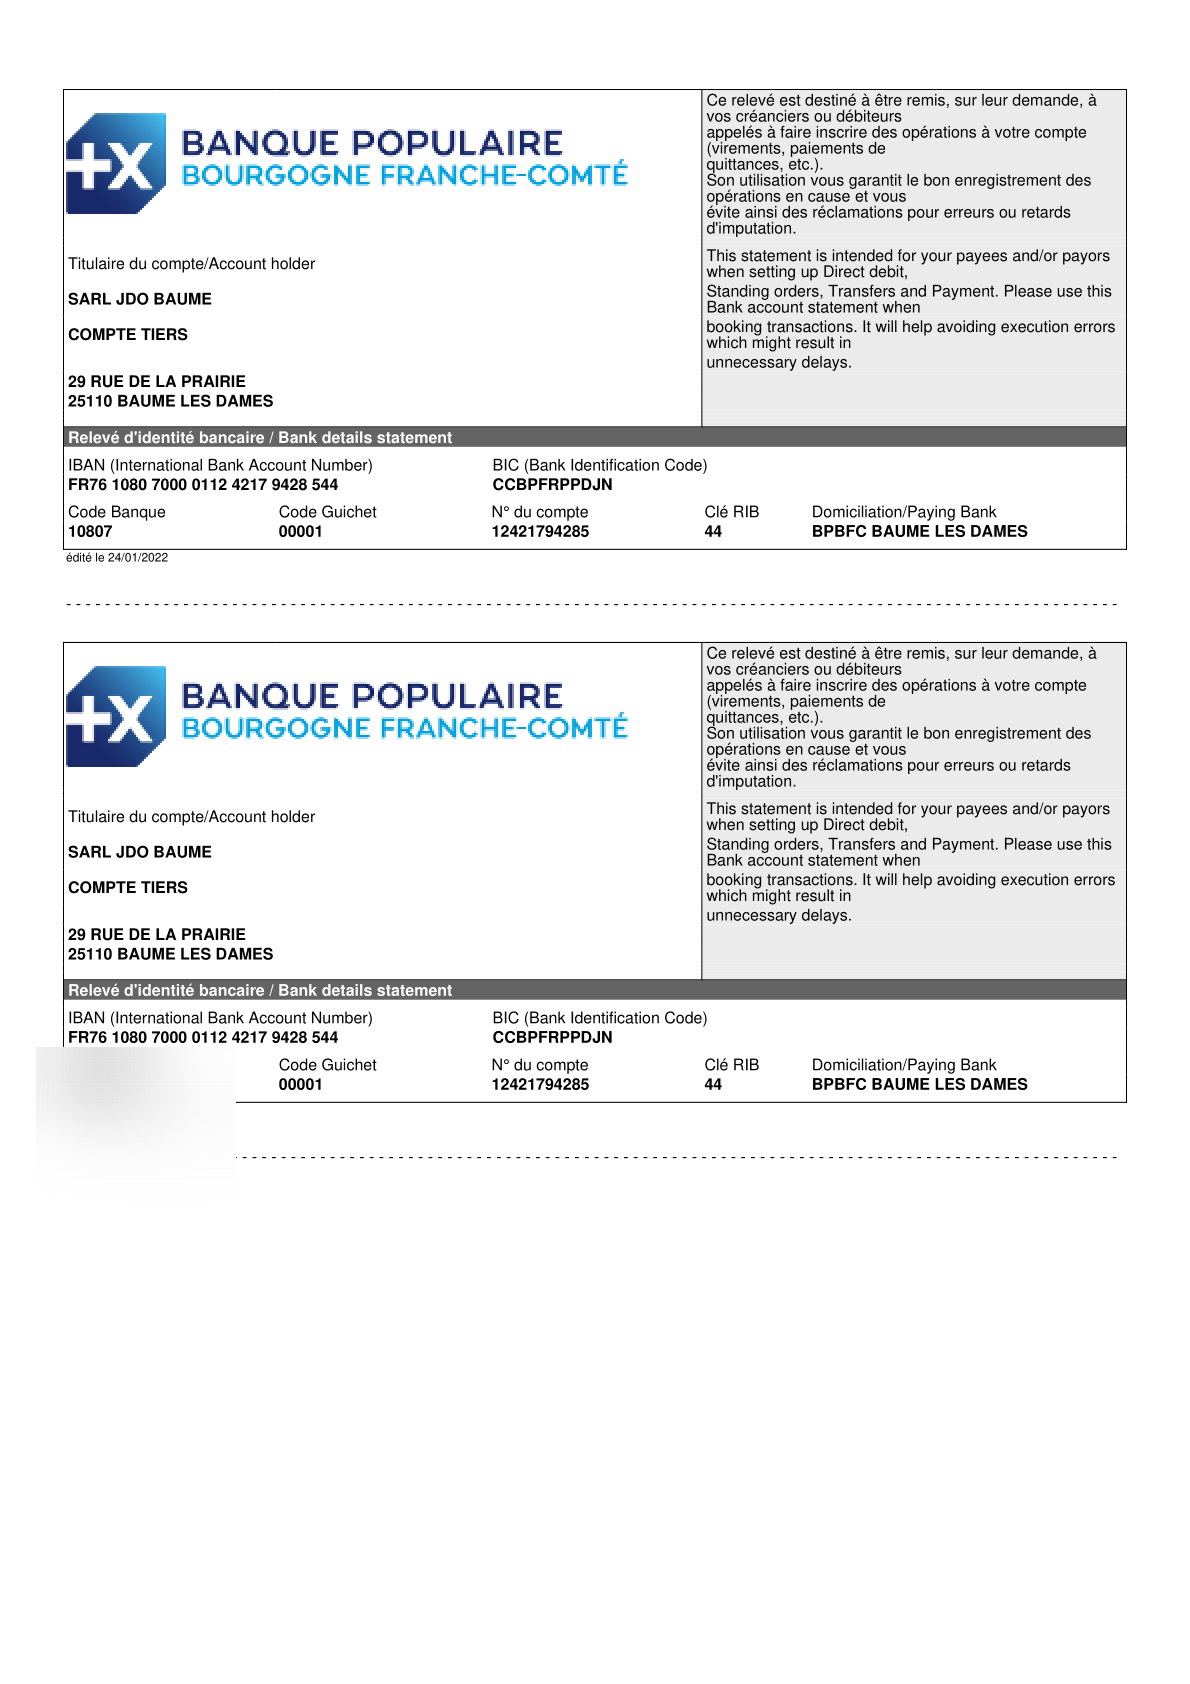 +X BANQUE POPULAIRE
BOURGOGNE FRANCHE-COMTÉ
Ce relevé est destiné à être remis, sur leur demande, à
vos créanciers ou débiteurs
appelés à faire inscrire des opérations à votre compte
(virements, paiements de
quittances, etc.).
Son utilisation vous garantit le bon enregistrement des
opérations en cause et vous
évite ainsi des réclamations pour erreurs ou retards
d'imputation.
This statement is intended for your payees and/or payors
when setting up Direct debit,
Standing orders, Transfers and Payment. Please use this
Bank account statement when
booking transactions. It will help avoiding execution errors
which might result in
unnecessary delays.
Titulaire du compte/Account holder
SARL JDO BAUME
COMPTE TIERS
29 RUE DE LA PRAIRIE
25110 BAUME LES DAMES
Relevé d'identité bancaire / Bank details statement
IBAN (International Bank Account Number) BIC (Bank Identification Code)
FR76 1080 7000 0112 4217 9428 544 CCBPFRPPDJN
Code Banque Code Guichet N° du compte Clé RIB Domiciliation/Paying Bank
10807 00001 12421794285 44 BPBFC BAUME LES DAMES
édité le 24/01/2022
+X BANQUE POPULAIRE
BOURGOGNE FRANCHE-COMTÉ
Ce relevé est destiné à être remis, sur leur demande, à
vos créanciers ou débiteurs
appelés à faire inscrire des opérations à votre compte
(virements, paiements de
quittances, etc.).
Son utilisation vous garantit le bon enregistrement des
opérations en cause et vous
évite ainsi des réclamations pour erreurs ou retards
d'imputation.
This statement is intended for your payees and/or payors
when setting up Direct debit,
Standing orders, Transfers and Payment. Please use this
Bank account statement when
booking transactions. It will help avoiding execution errors
which might result in
unnecessary delays.
Titulaire du compte/Account holder
SARL JDO BAUME
COMPTE TIERS
29 RUE DE LA PRAIRIE
25110 BAUME LES DAMES
Relevé d'identité bancaire / Bank details statement
IBAN (International Bank Account Number) BIC (Bank Identification Code)
FR76 1080 7000 0112 4217 9428 544 CCBPFRPPDJN
Code Guichet N° du compte Clé RIB Domiciliation/Paying Bank
00001 12421794285 44 BPBFC BAUME LES DAMES